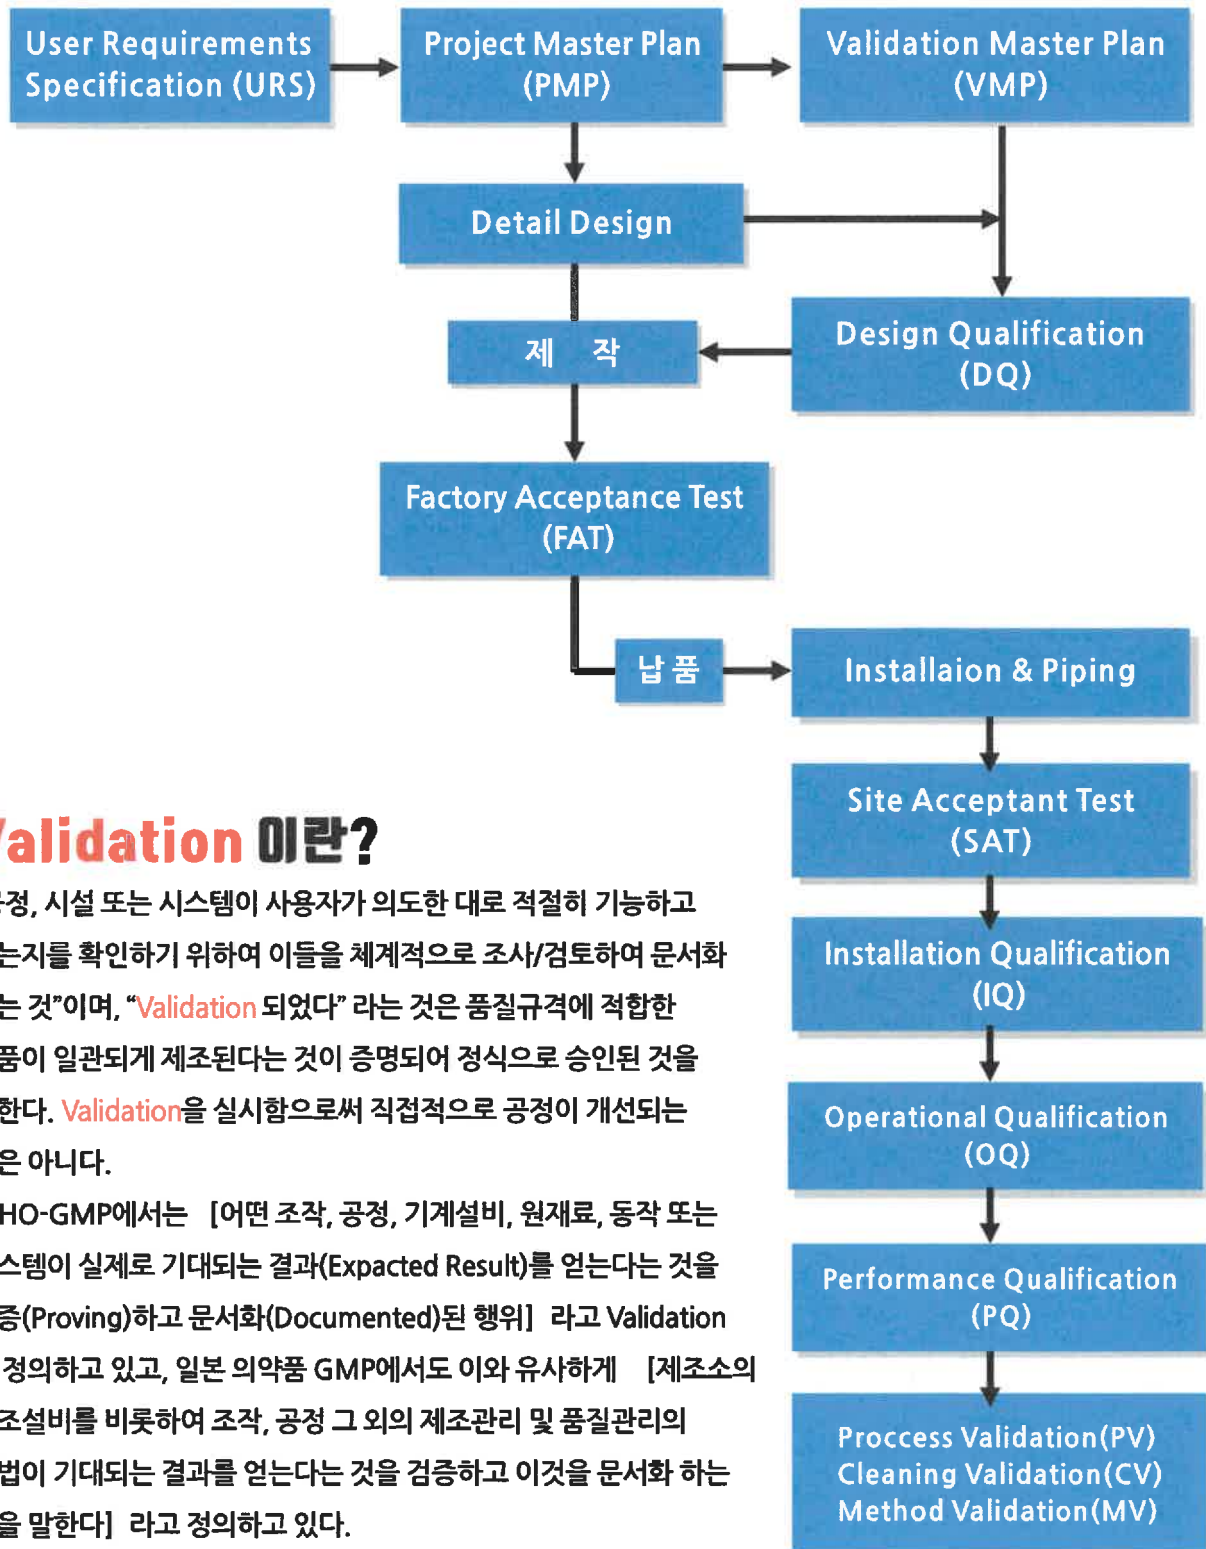 User Requirements
Specification (URS)
Project Master Plan
(PMP)
Validation Master Plan
(VMP)
Detail Design
제 작
Design Qualification
(DQ)
Factory Acceptance Test
(FAT)
납 품
Installaion & Piping
Site Acceptant Test
(SAT)
Installation Qualification
(IQ)
Operational Qualification
(OQ)
Performance Qualification
(PQ)
Proccess Validation(PV)
Cleaning Validation(CV)
Method Validation(MV)
Validation 이란?
공정, 시설 또는 시스템이 사용자가 의도한 대로 적절히 기능하고
는지를 확인하기 위하여 이들을 체계적으로 조사/검토하여 문서화
는 것”이며, “Validation 되었다” 라는 것은 품질규격에 적합한
품이 일관되게 제조된다는 것이 증명되어 정식으로 승인된 것을
한다. Validation을 실시함으로써 직접적으로 공정이 개선되는
은 아니다.
HO-GMP에서는 [어떤 조작, 공정, 기계설비, 원재료, 동작 또는
스템이 실제로 기대되는 결과(Expacted Result)를 얻는다는 것을
증(Proving)하고 문서화(Documented)된 행위] 라고 Validation
정의하고 있고, 일본 의약품 GMP에서도 이와 유사하게 [제조소의
조설비를 비롯하여 조작, 공정 그 외의 제조관리 및 품질관리의
법이 기대되는 결과를 얻는다는 것을 검증하고 이것을 문서화 하는
을 말한다] 라고 정의하고 있다.